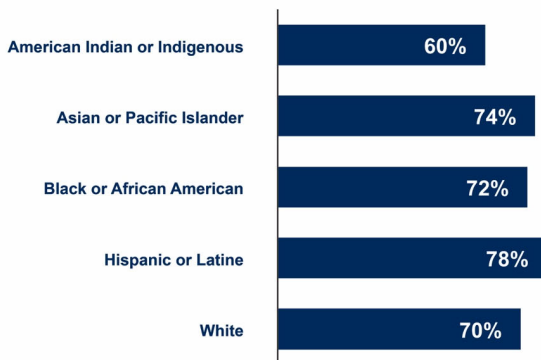 American Indian or Indigenous 60%
Asian or Pacific Islander 74%
Black or African American 72%
Hispanic or Latine 78%
White 70%